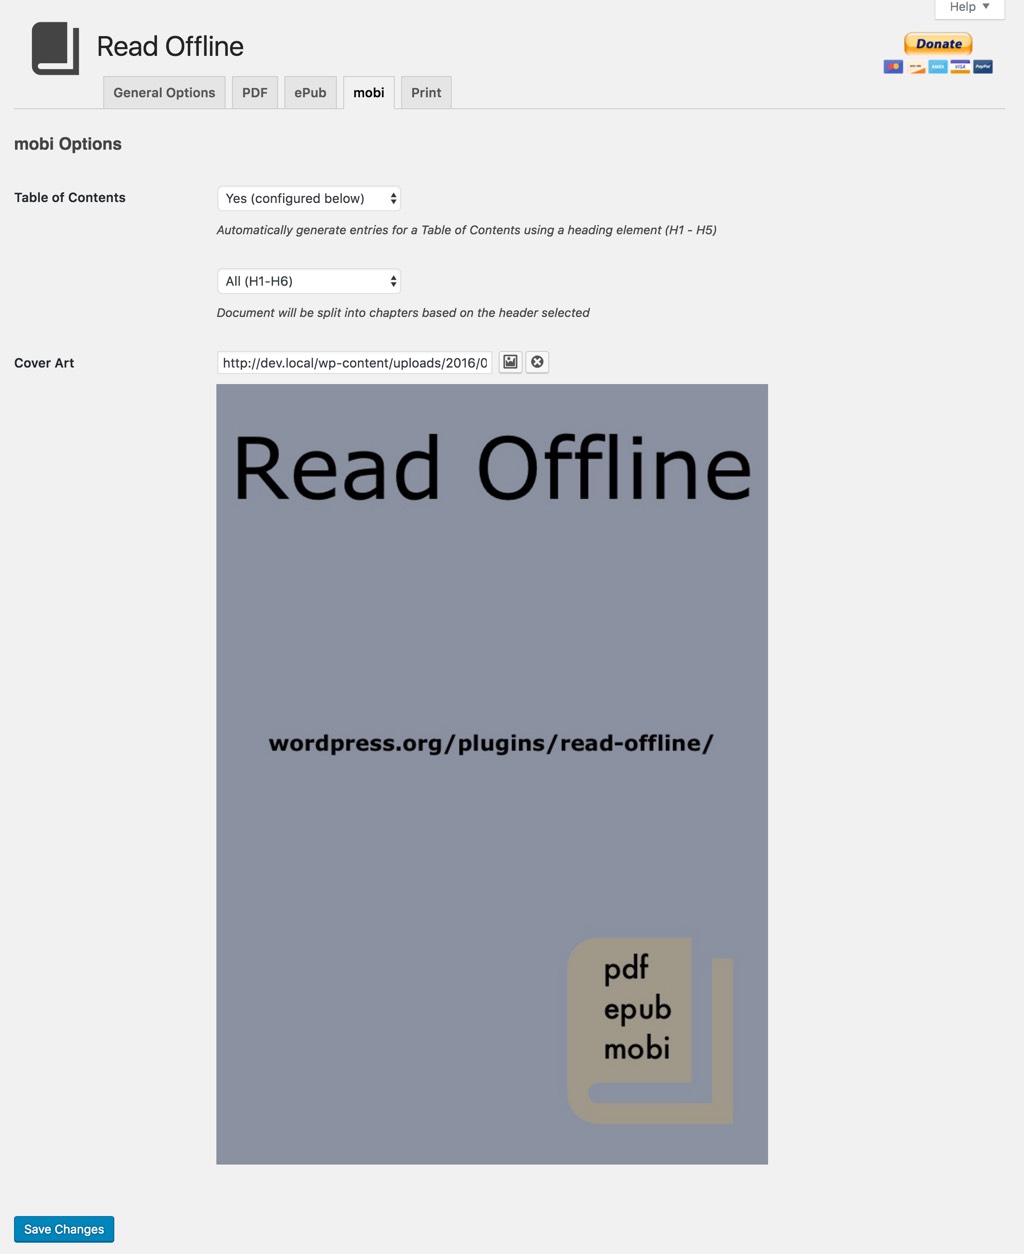 Help ▼
Read Offline
Donate
General Options PDF ePub mobi Print
mobi Options
Table of Contents Yes (configured below)
Automatically generate entries for a Table of Contents using a heading element (H1 - H5)
All (H1-H6)
Document will be split into chapters based on the header selected
Cover Art http://dev.local/wp-content/uploads/2016/0
Read Offline
wordpress.org/plugins/read-offline/
pdf
epub
mobi
Save Changes